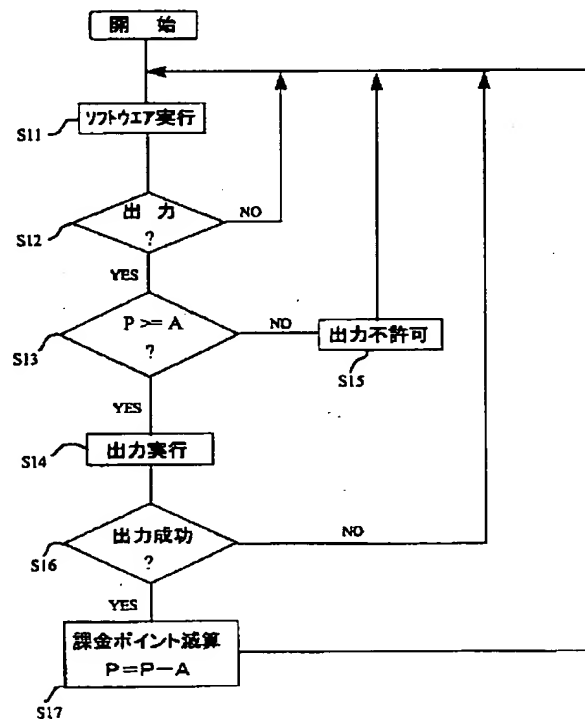 開 始
S11
ソフトウエア実行
S12
出 力
?
NO
YES
S13
P >= A
?
NO
出力不許可
S15
YES
S14
出力実行
S16
出力成功
?
NO
YES
課金ポイント減算
P=P-A
S17